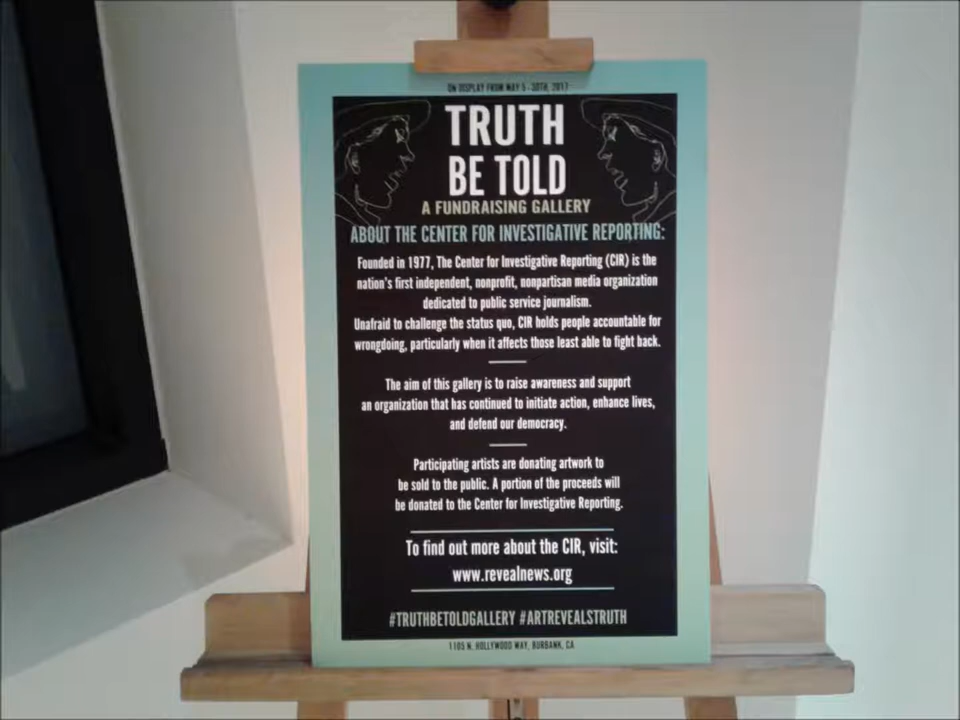 ON DISPLAY FROM MAY 5 - 30TH, 2017
TRUTH
BE TOLD
A FUNDRAISING GALLERY
ABOUT THE CENTER FOR INVESTIGATIVE REPORTING:
Founded in 1977, The Center for Investigative Reporting (CIR) is the
nation's first independent, nonprofit, nonpartisan media organization
dedicated to public service journalism.
Unafraid to challenge the status quo, CIR holds people accountable for
wrongdoing, particularly when it affects those least able to fight back.
The aim of this gallery is to raise awareness and support
an organization that has continued to initiate action, enhance lives,
and defend our democracy.
Participating artists are donating artwork to
be sold to the public. A portion of the proceeds will
be donated to the Center for Investigative Reporting.
To find out more about the CIR, visit:
www.revealnews.org
#TRUTHBETOLDGALLERY #ARTREVEALSTRUTH
1105 N. HOLLYWOOD WAY, BURBANK, CA